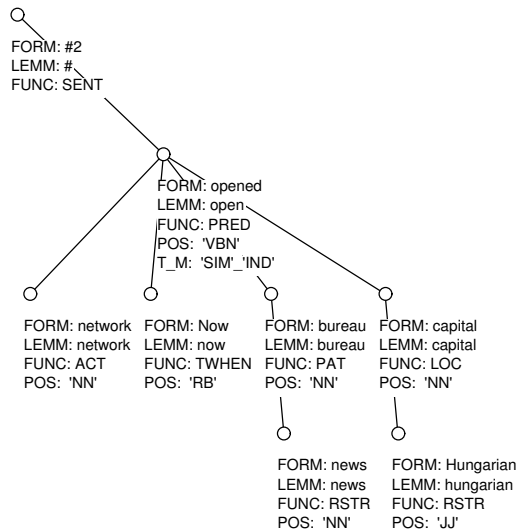 FORM: #2
LEMM: #
FUNC: SENT
FORM: opened
LEMM: open
FUNC: PRED
POS: 'VBN'
T_M: 'SIM'_'IND'
FORM: network
LEMM: network
FUNC: ACT
POS: 'NN'
FORM: Now
LEMM: now
FUNC: TWHEN
POS: 'RB'
FORM: bureau
LEMM: bureau
FUNC: PAT
POS: 'NN'
FORM: capital
LEMM: capital
FUNC: LOC
POS: 'NN'
FORM: news
LEMM: news
FUNC: RSTR
POS: 'NN'
FORM: Hungarian
LEMM: hungarian
FUNC: RSTR
POS: 'JJ'